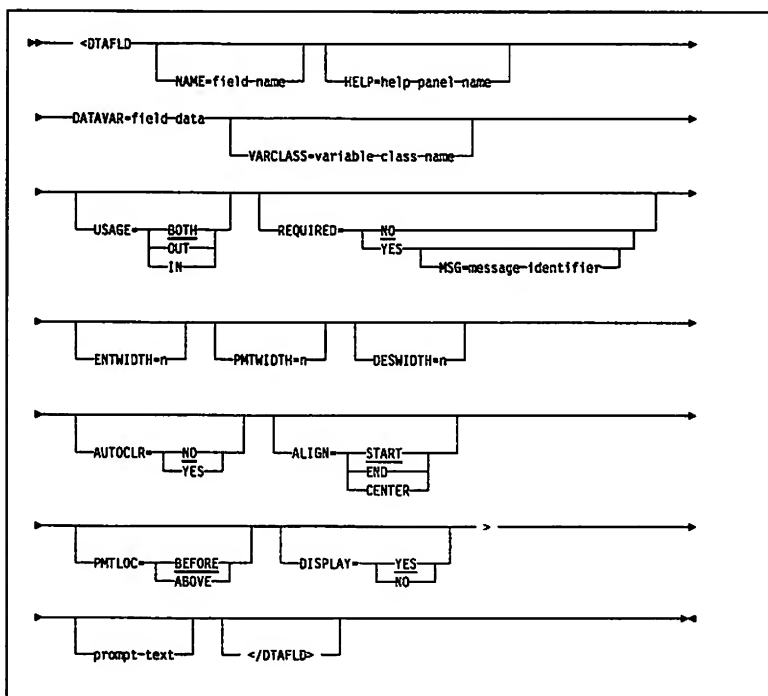 <DTAFLD
NAME=field-name HELP=help-panel-name
DATAVAR=field-data
VARCLASS=variable-class-name
USAGE= BOTH REQUIRED= NO
OUT YES
IN MSG=message-identifier
ENTWIDTH=n PMTWIDTH=n DESWIDTH=n
AUTOCLR= NO ALIGN= START
YES END
CENTER
>
PMTLOC= BEFORE DISPLAY= YES
ABOVE NO
prompt-text </DTAFLD>